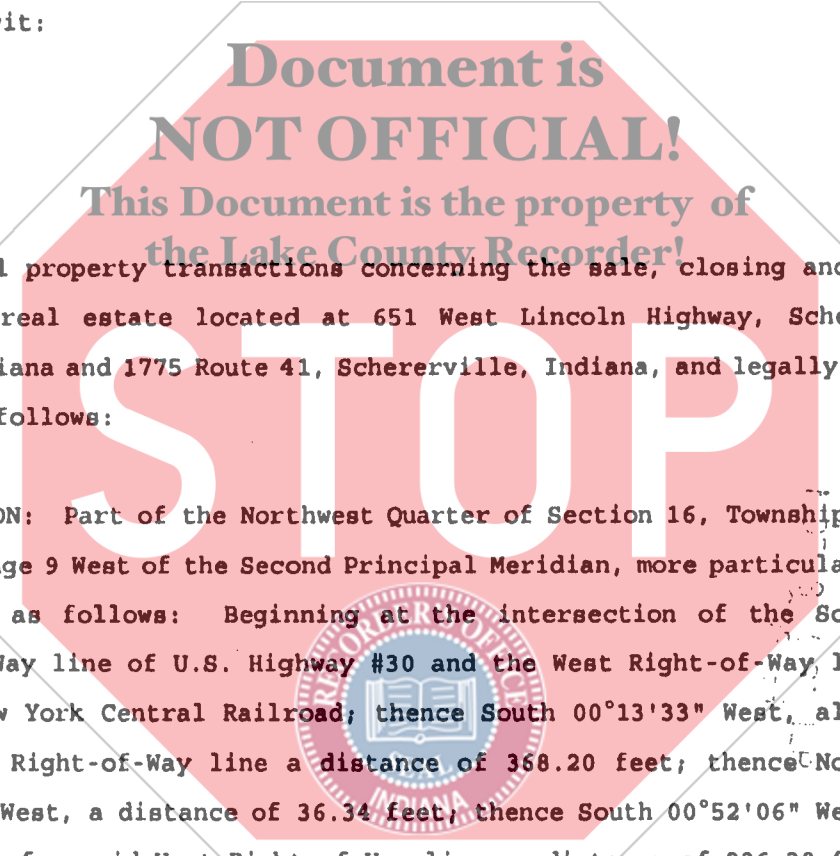 it:
Document is
NOT OFFICIAL!
This Document is the property of
the Lake County Recorder!
property transactions concerning the sale, closing and
real estate located at 651 West Lincoln Highway, Sche
iana and 1775 Route 41, Schererville, Indiana, and legally
follows:
STOP
ON: Part of the Northwest Quarter of Section 16, Township
ge 9 West of the Second Principal Meridian, more particula
as follows: Beginning at the intersection of the So
Way line of U.S. Highway #30 and the West Right-of-Way
w York Central Railroad; thence South 00°13'33" West, al
Right-of-Way line a distance of 368.20 feet; thence No
West, a distance of 36.34 feet; thence South 00°52'06" We
RECORDER'S OFFICE
INDIANA